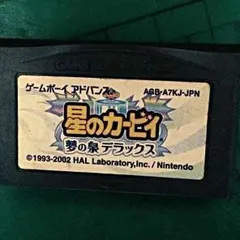 ゲームボーイ アドバンス
AGB-A7KJ-JPN
星のカービィ
夢の泉デラックス
©1993-2002 HAL Laboratory,Inc. / Nintendo